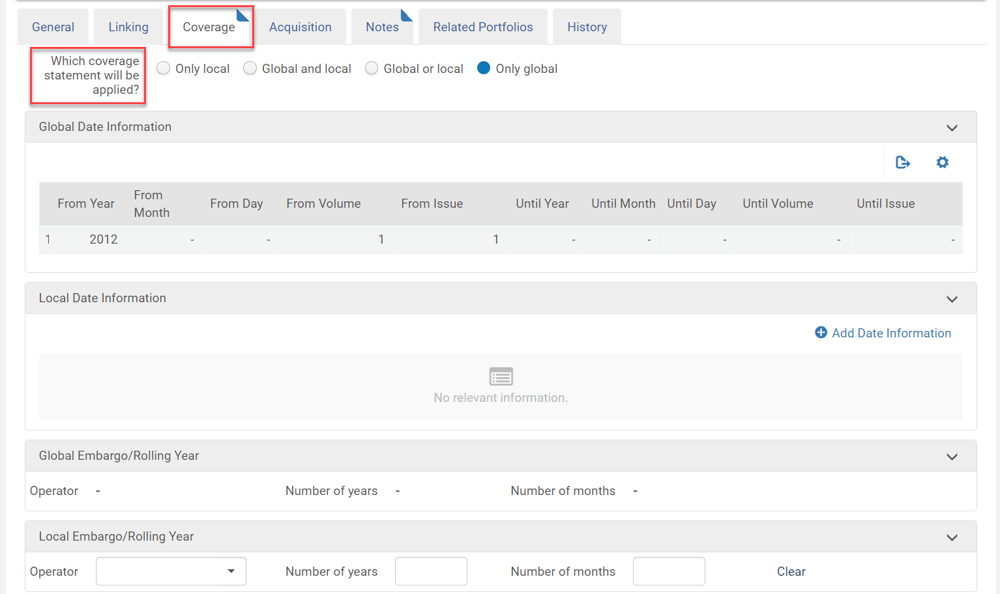 General Linking Coverage Acquisition Notes Related Portfolios History
Which coverage
statement will be
applied?
Only local Global and local Global or local Only global
Global Date Information
From Year From Month From Day From Volume From Issue Until Year Until Month Until Day Until Volume Until Issue
1 2012 - - 1 1 - - - - -
Local Date Information
Add Date Information
No relevant information.
Global Embargo/Rolling Year
Operator - Number of years - Number of months -
Local Embargo/Rolling Year
Operator Number of years Number of months Clear